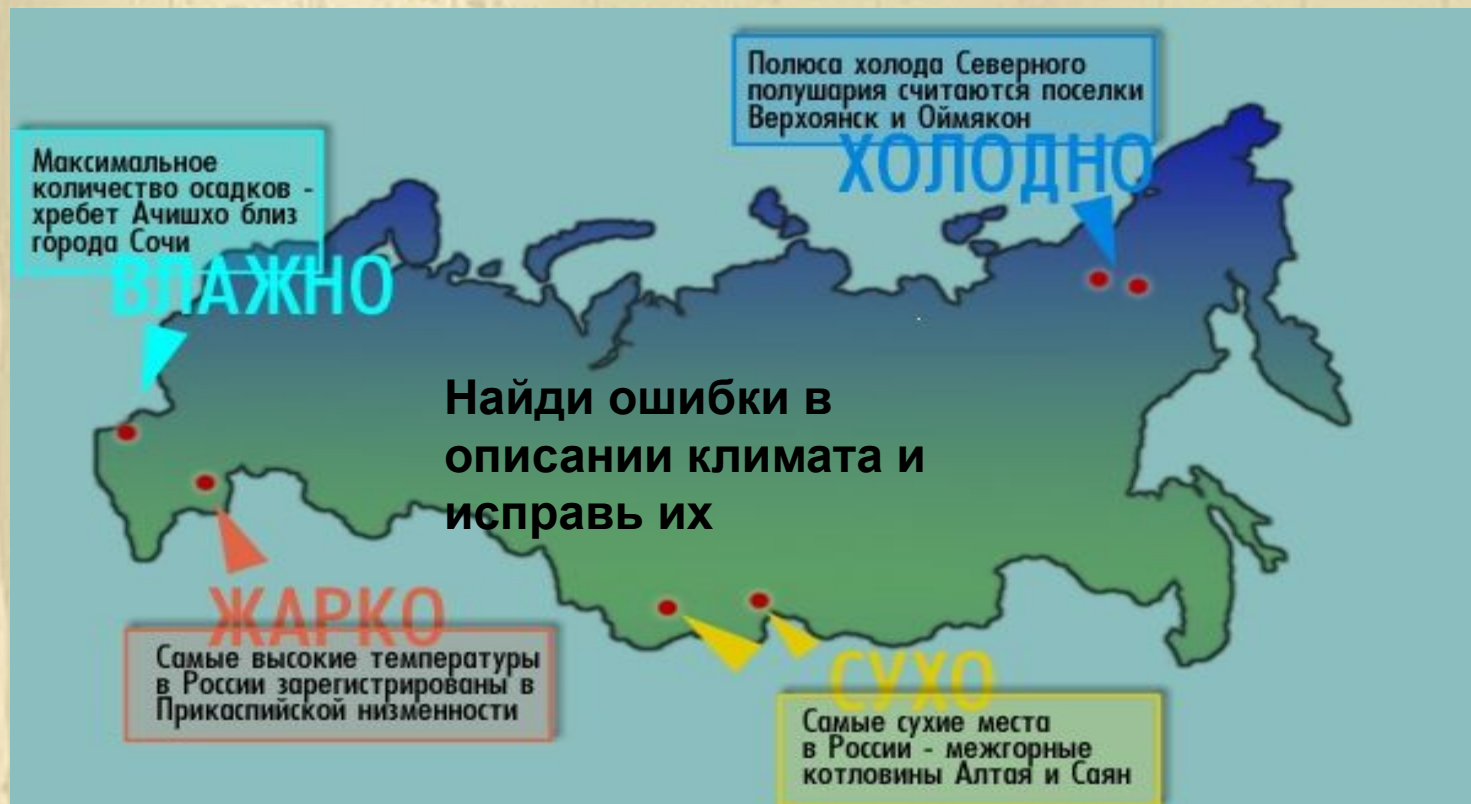 Полюса холода Северного
полушария считаются поселки
Верхоянск и Оймякон
ХОЛОДНО
Максимальное
количество осадков -
хребет Ачишхо близ
города Сочи
ВЛАЖНО
Найди ошибки в
описании климата и
исправь их
ЖАРКО
Самые высокие температуры
в России зарегистрированы в
Прикаспийской низменности
СУХО
Самые сухие места
в России - межгорные
котловины Алтая и Саян